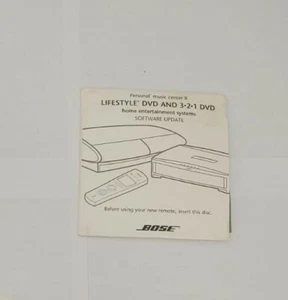 Personal music center II
LIFESTYLE® DVD AND 3•2•1 DVD
home entertainment systems
SOFTWARE UPDATE
Before using your new remote, insert this disc.
BOSE®